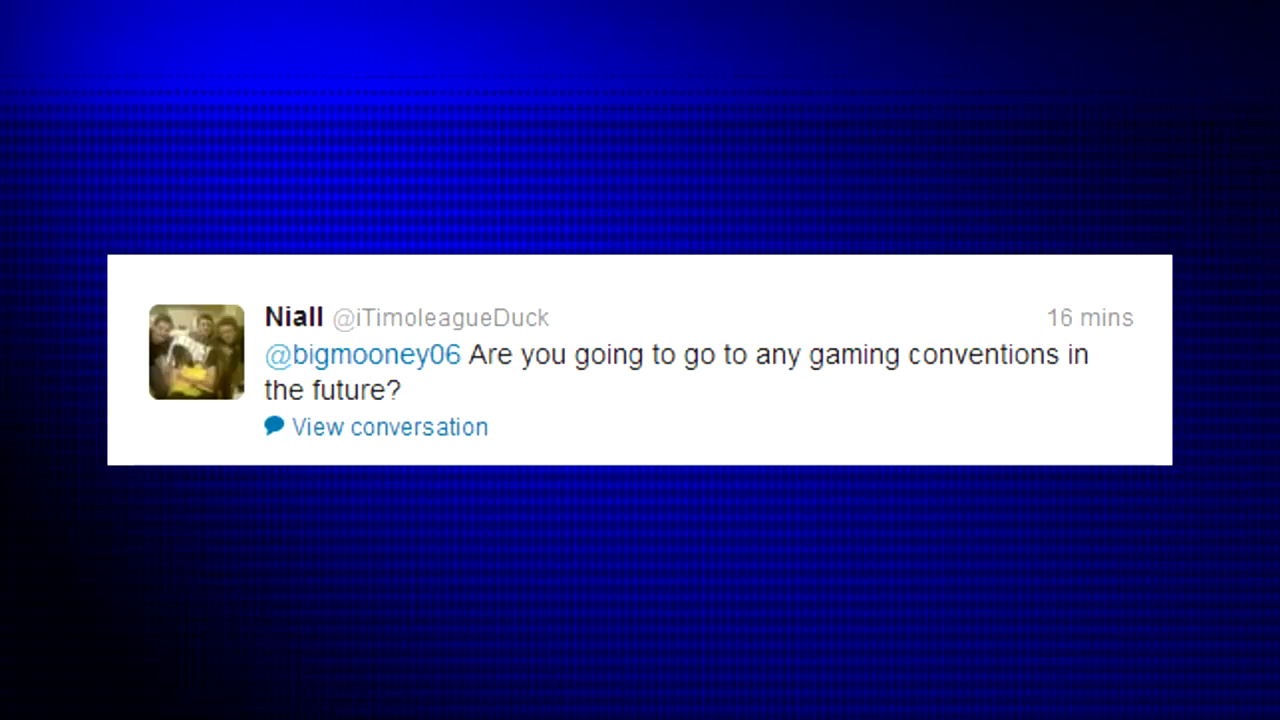 Niall @iTimoleagueDuck 16 mins
@bigmooney06 Are you going to go to any gaming conventions in
the future?
View conversation